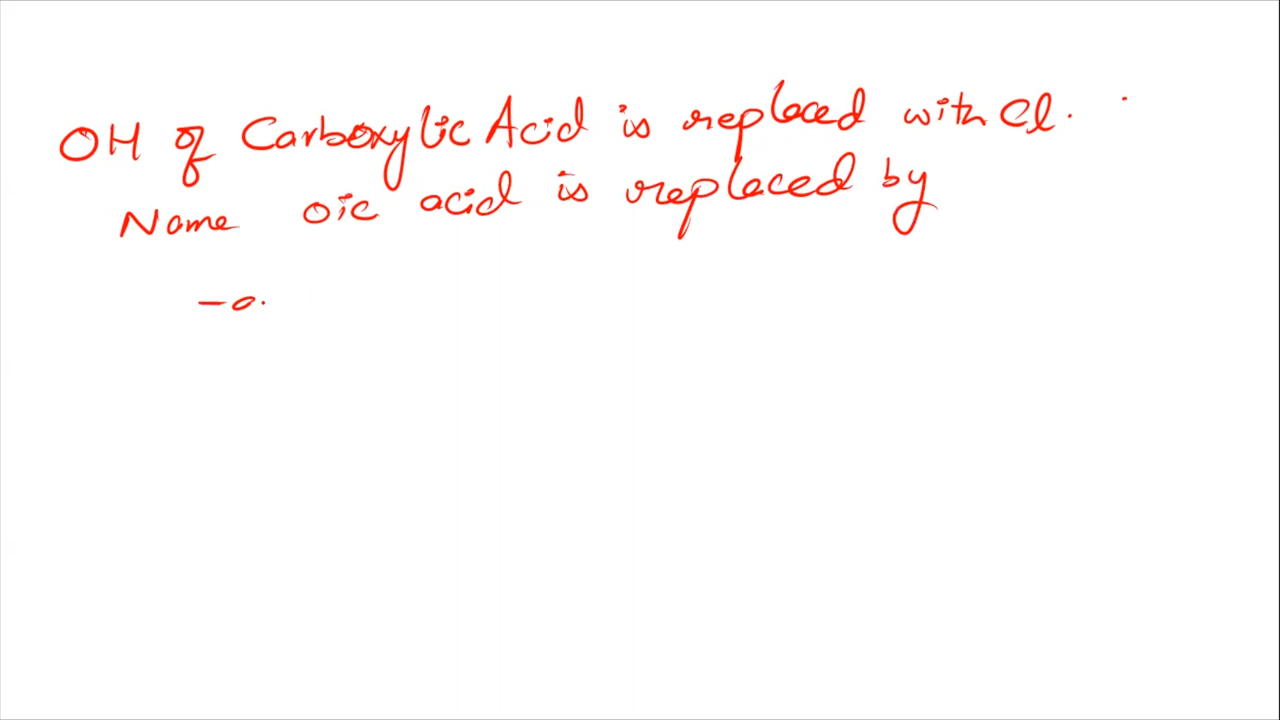 OH of Carboxylic Acid is replaced with Cl.
Name oic acid is replaced by
-o